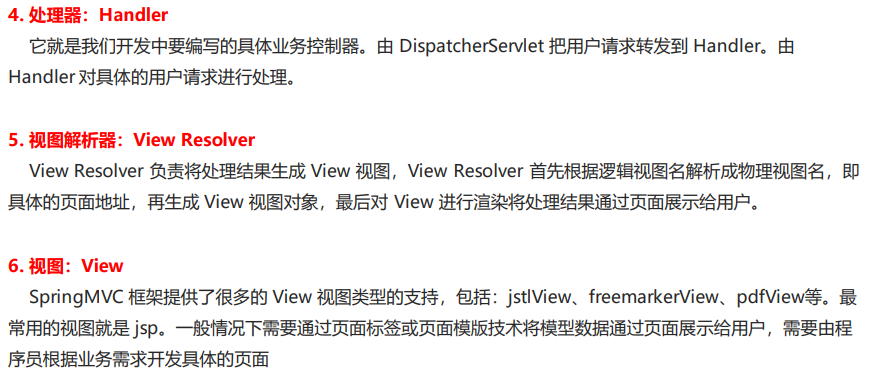 4. 处理器：Handler
它就是我们开发中要编写的具体业务控制器。由 DispatcherServlet 把用户请求转发到 Handler。由
Handler 对具体的用户请求进行处理。
5. 视图解析器：View Resolver
View Resolver 负责将处理结果生成 View 视图，View Resolver 首先根据逻辑视图名解析成物理视图名，即
具体的页面地址，再生成 View 视图对象，最后对 View 进行渲染将处理结果通过页面展示给用户。
6. 视图：View
SpringMVC 框架提供了很多的 View 视图类型的支持，包括：jstlView、freemarkerView、pdfView等。最
常用的视图就是 jsp。一般情况下需要通过页面标签或页面模版技术将模型数据通过页面展示给用户，需要由程
序员根据业务需求开发具体的页面